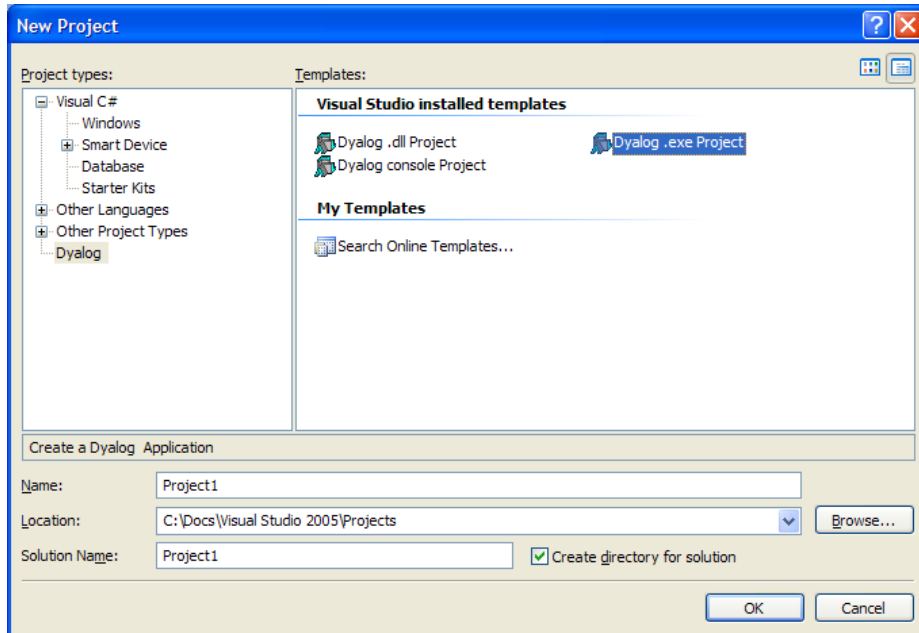 New Project
Project types:
Templates:
Visual C#
Windows
Smart Device
Database
Starter Kits
Other Languages
Other Project Types
Dyalog
Visual Studio installed templates
Dyalog .dll Project
Dyalog .exe Project
Dyalog console Project
My Templates
Search Online Templates...
Create a Dyalog Application
Name:
Project1
Location:
C:\Docs\Visual Studio 2005\Projects
Browse...
Solution Name:
Project1
Create directory for solution
OK
Cancel